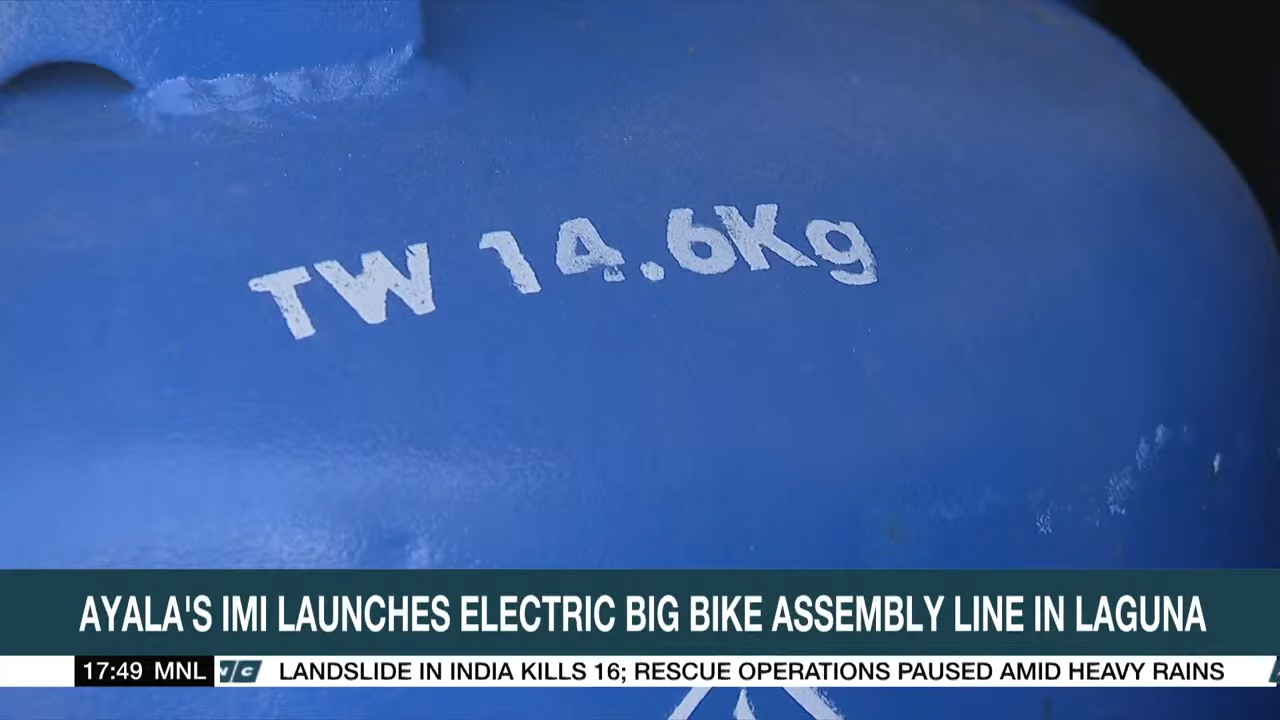 TW 14.6Kg
AYALA'S IMI LAUNCHES ELECTRIC BIG BIKE ASSEMBLY LINE IN LAGUNA
17:49 MNL LANDSLIDE IN INDIA KILLS 16; RESCUE OPERATIONS PAUSED AMID HEAVY RAINS